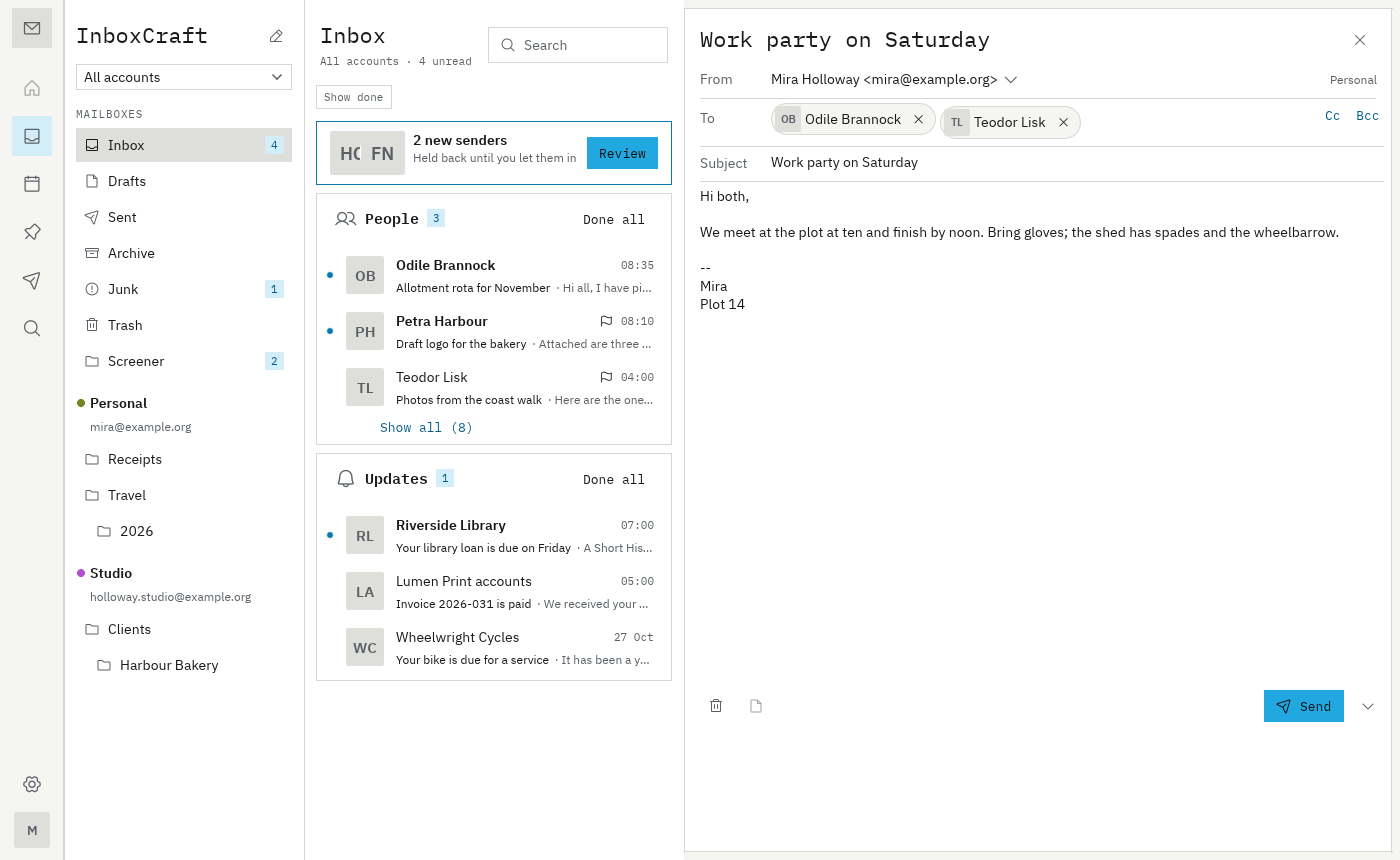 InboxCraft
All accounts
MAILBOXES
Inbox 4
Drafts
Sent
Archive
Junk 1
Trash
Screener 2
Personal
mira@example.org
Receipts
Travel
2026
Studio
holloway.studio@example.org
Clients
Harbour Bakery
M
Inbox
All accounts · 4 unread
Search
Show done
FN
2 new senders
Held back until you let them in
Review
People 3
Done all
OB
Odile Brannock 08:35
Allotment rota for November · Hi all, I have pi…
PH
Petra Harbour 08:10
Draft logo for the bakery · Attached are three …
TL
Teodor Lisk 04:00
Photos from the coast walk · Here are the one…
Show all (8)
Updates 1
Done all
RL
Riverside Library 07:00
Your library loan is due on Friday · A Short His…
LA
Lumen Print accounts 05:00
Invoice 2026-031 is paid · We received your …
WC
Wheelwright Cycles 27 Oct
Your bike is due for a service · It has been a y…
Work party on Saturday
From Mira Holloway <mira@example.org> Personal
To OB Odile Brannock TL Teodor Lisk Cc Bcc
Subject Work party on Saturday
Hi both,
We meet at the plot at ten and finish by noon. Bring gloves; the shed has spades and the wheelbarrow.
--
Mira
Plot 14
Send